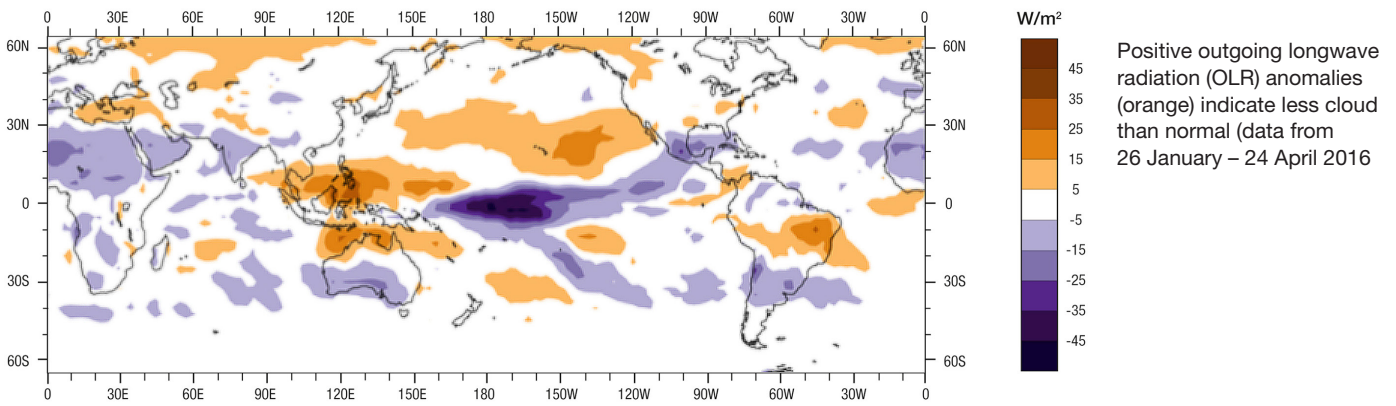 0 30E 60E 90E 120E 150E 180 150W 120W 90W 60W 30W 0
60N 60N
30N 30N
0 0
30S 30S
60S 60S
0 30E 60E 90E 120E 150E 180 150W 120W 90W 60W 30W 0
W/m²
45
35
25
15
5
-5
-15
-25
-35
-45
Positive outgoing longwave
radiation (OLR) anomalies
(orange) indicate less cloud
than normal (data from
26 January – 24 April 2016